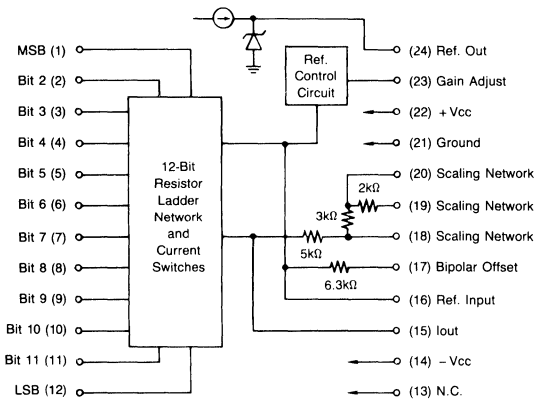 MSB (1)
Bit 2 (2)
Bit 3 (3)
Bit 4 (4)
Bit 5 (5)
Bit 6 (6)
Bit 7 (7)
Bit 8 (8)
Bit 9 (9)
Bit 10 (10)
Bit 11 (11)
LSB (12)
12-Bit
Resistor
Ladder
Network
and
Current
Switches
Ref.
Control
Circuit
(24) Ref. Out
(23) Gain Adjust
(22) +Vcc
(21) Ground
(20) Scaling Network
2kΩ
(19) Scaling Network
3kΩ
(18) Scaling Network
5kΩ
(17) Bipolar Offset
6.3kΩ
(16) Ref. Input
(15) Iout
(14) −Vcc
(13) N.C.